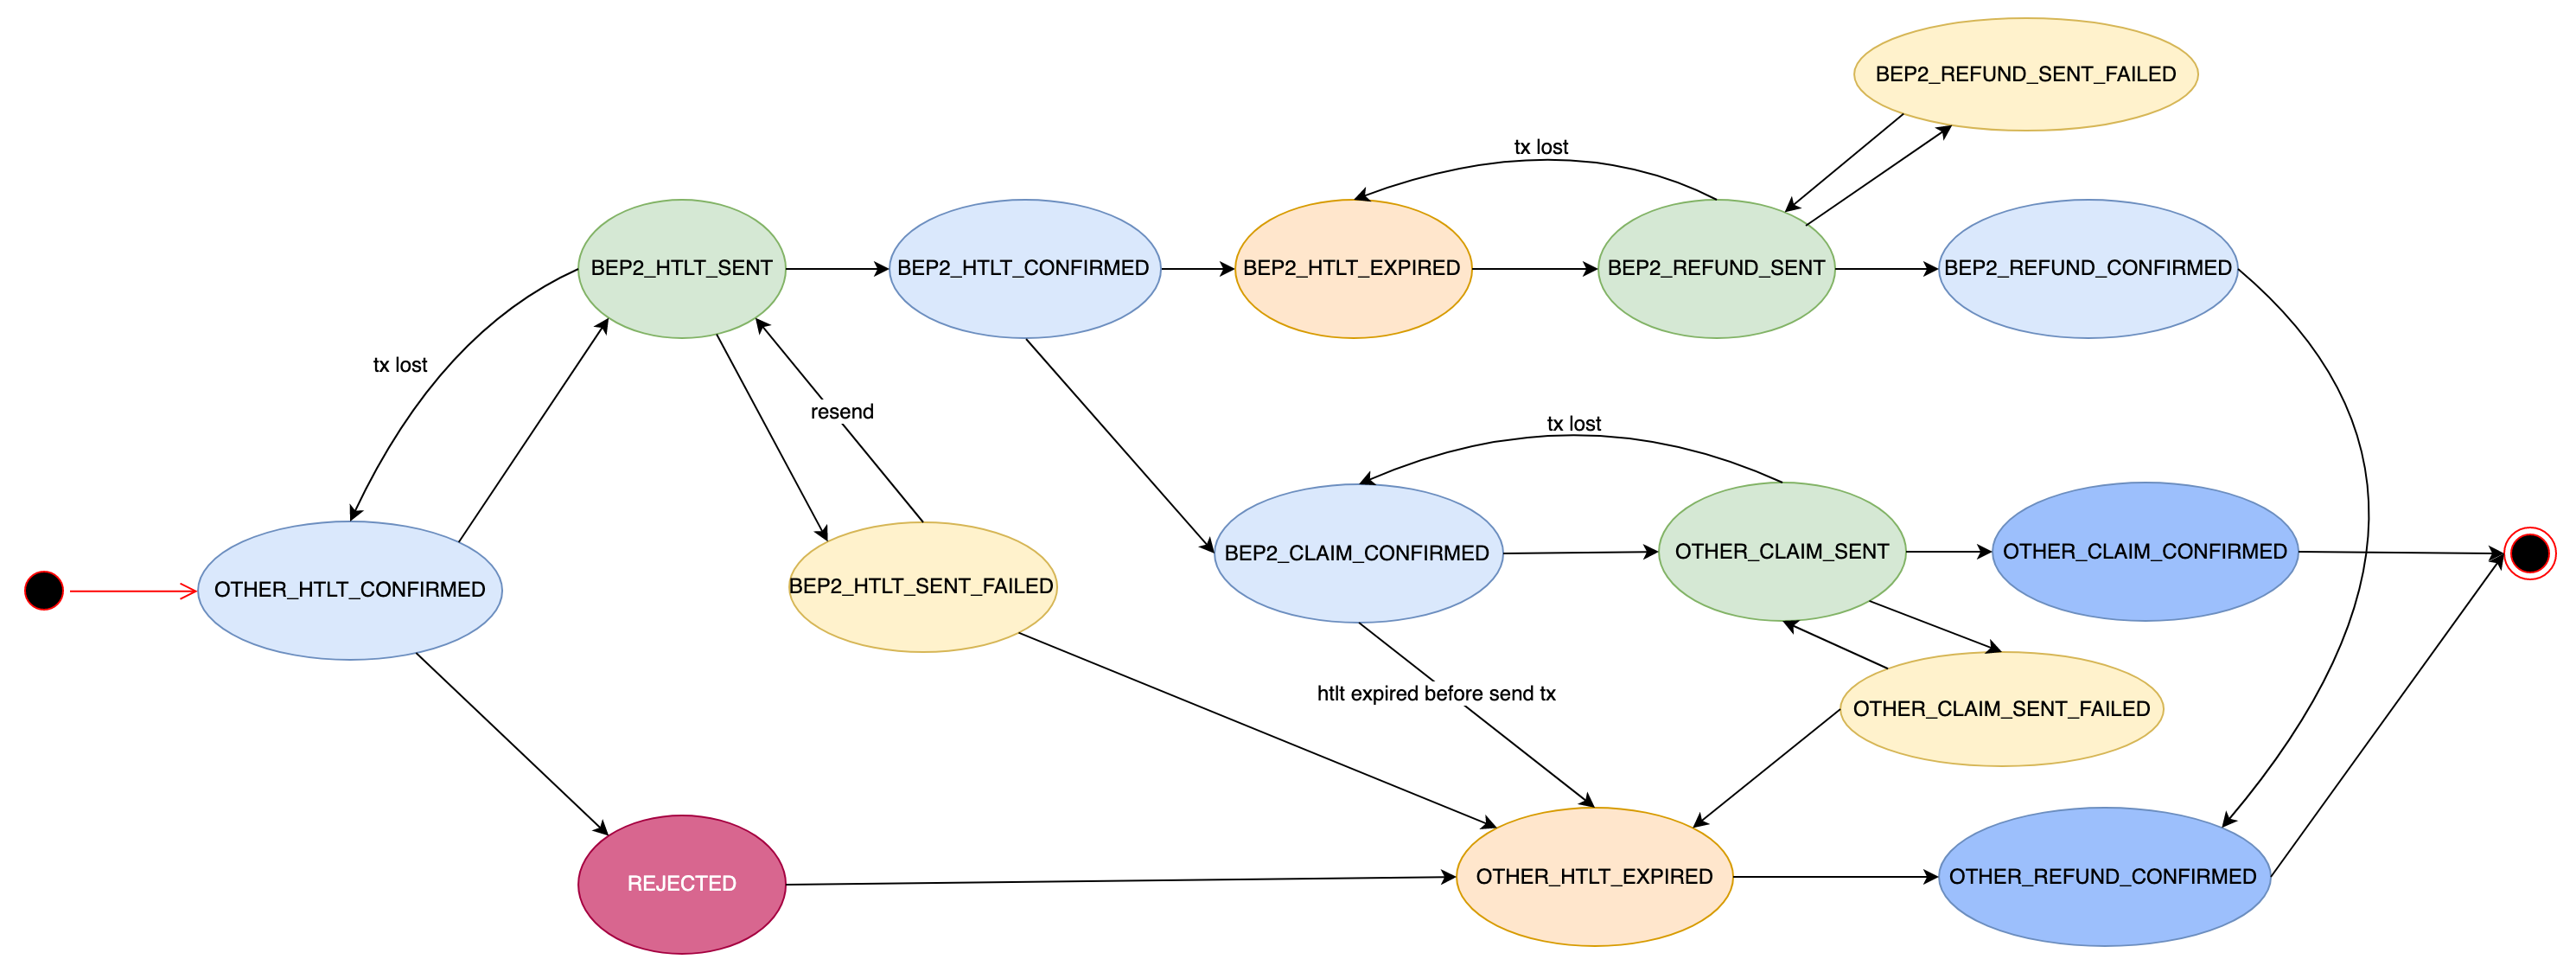 BEP2_REFUND_SENT_FAILED
tx lost
BEP2_HTLT_SENT
BEP2_HTLT_CONFIRMED
BEP2_HTLT_EXPIRED
BEP2_REFUND_SENT
BEP2_REFUND_CONFIRMED
tx lost
resend
tx lost
BEP2_CLAIM_CONFIRMED
OTHER_CLAIM_SENT
OTHER_CLAIM_CONFIRMED
OTHER_HTLT_CONFIRMED
BEP2_HTLT_SENT_FAILED
htlt expired before send tx
OTHER_CLAIM_SENT_FAILED
REJECTED
OTHER_HTLT_EXPIRED
OTHER_REFUND_CONFIRMED